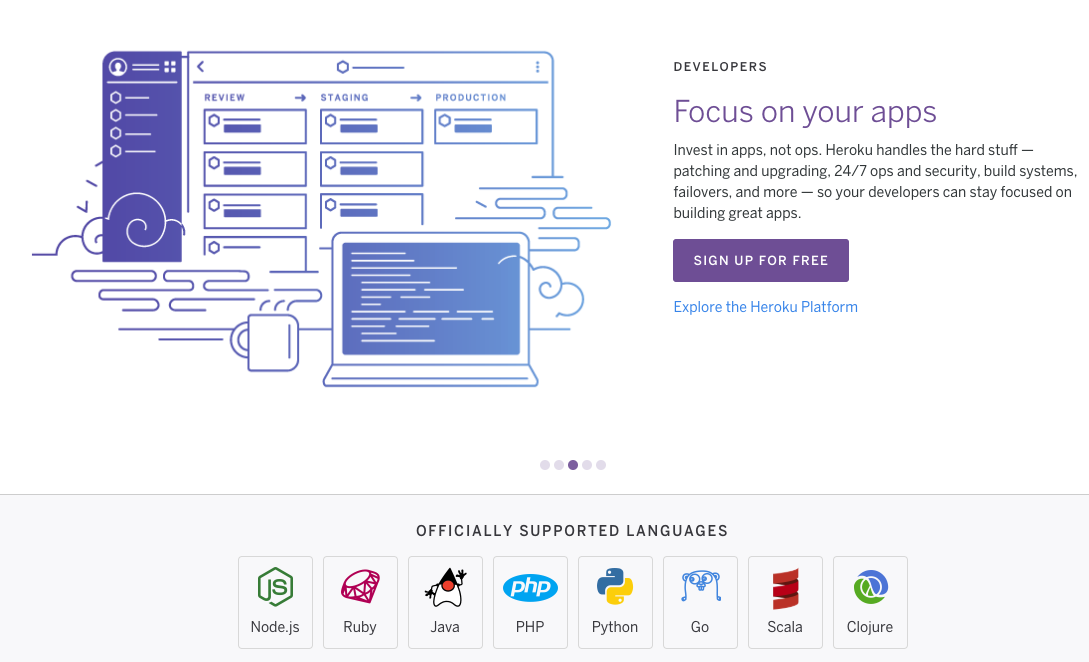 REVIEW
STAGING
PRODUCTION
DEVELOPERS
Focus on your apps
Invest in apps, not ops. Heroku handles the hard stuff —
patching and upgrading, 24/7 ops and security, build systems,
failovers, and more — so your developers can stay focused on
building great apps.
SIGN UP FOR FREE
Explore the Heroku Platform
OFFICIALLY SUPPORTED LANGUAGES
JS
php
Node.js
Ruby
Java
PHP
Python
Go
Scala
Clojure